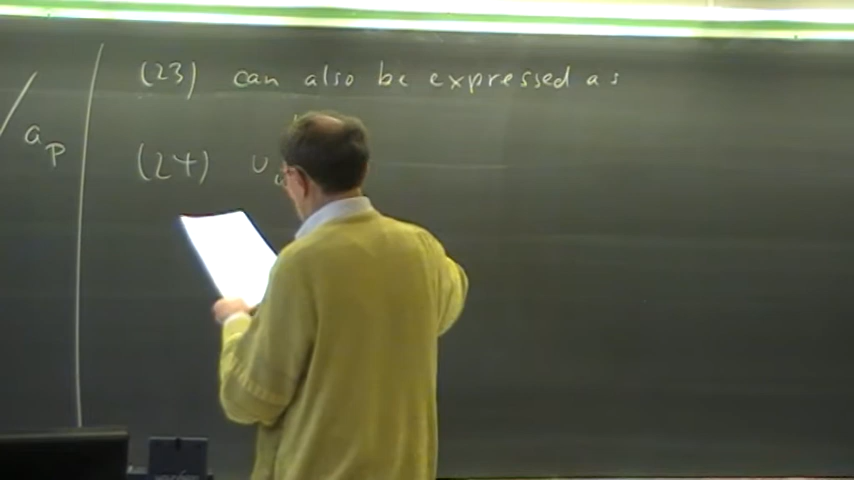 / a_p
(23) can also be expressed as
(24) u